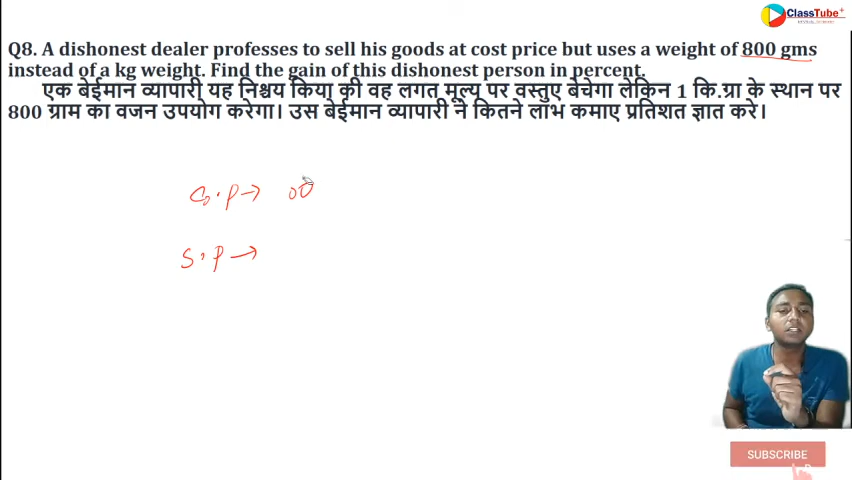 ClassTube+
Q8. A dishonest dealer professes to sell his goods at cost price but uses a weight of 800 gms
instead of a kg weight. Find the gain of this dishonest person in percent.
एक बेईमान व्यापारी यह निश्चय किया की वह लगत मूल्य पर वस्तुए बेचेगा लेकिन 1 कि.ग्रा के स्थान पर
800 ग्राम का वजन उपयोग करेगा। उस बेईमान व्यापारी ने कितने लाभ कमाए प्रतिशत ज्ञात करे।
C.P → 00
S.P →
SUBSCRIBE